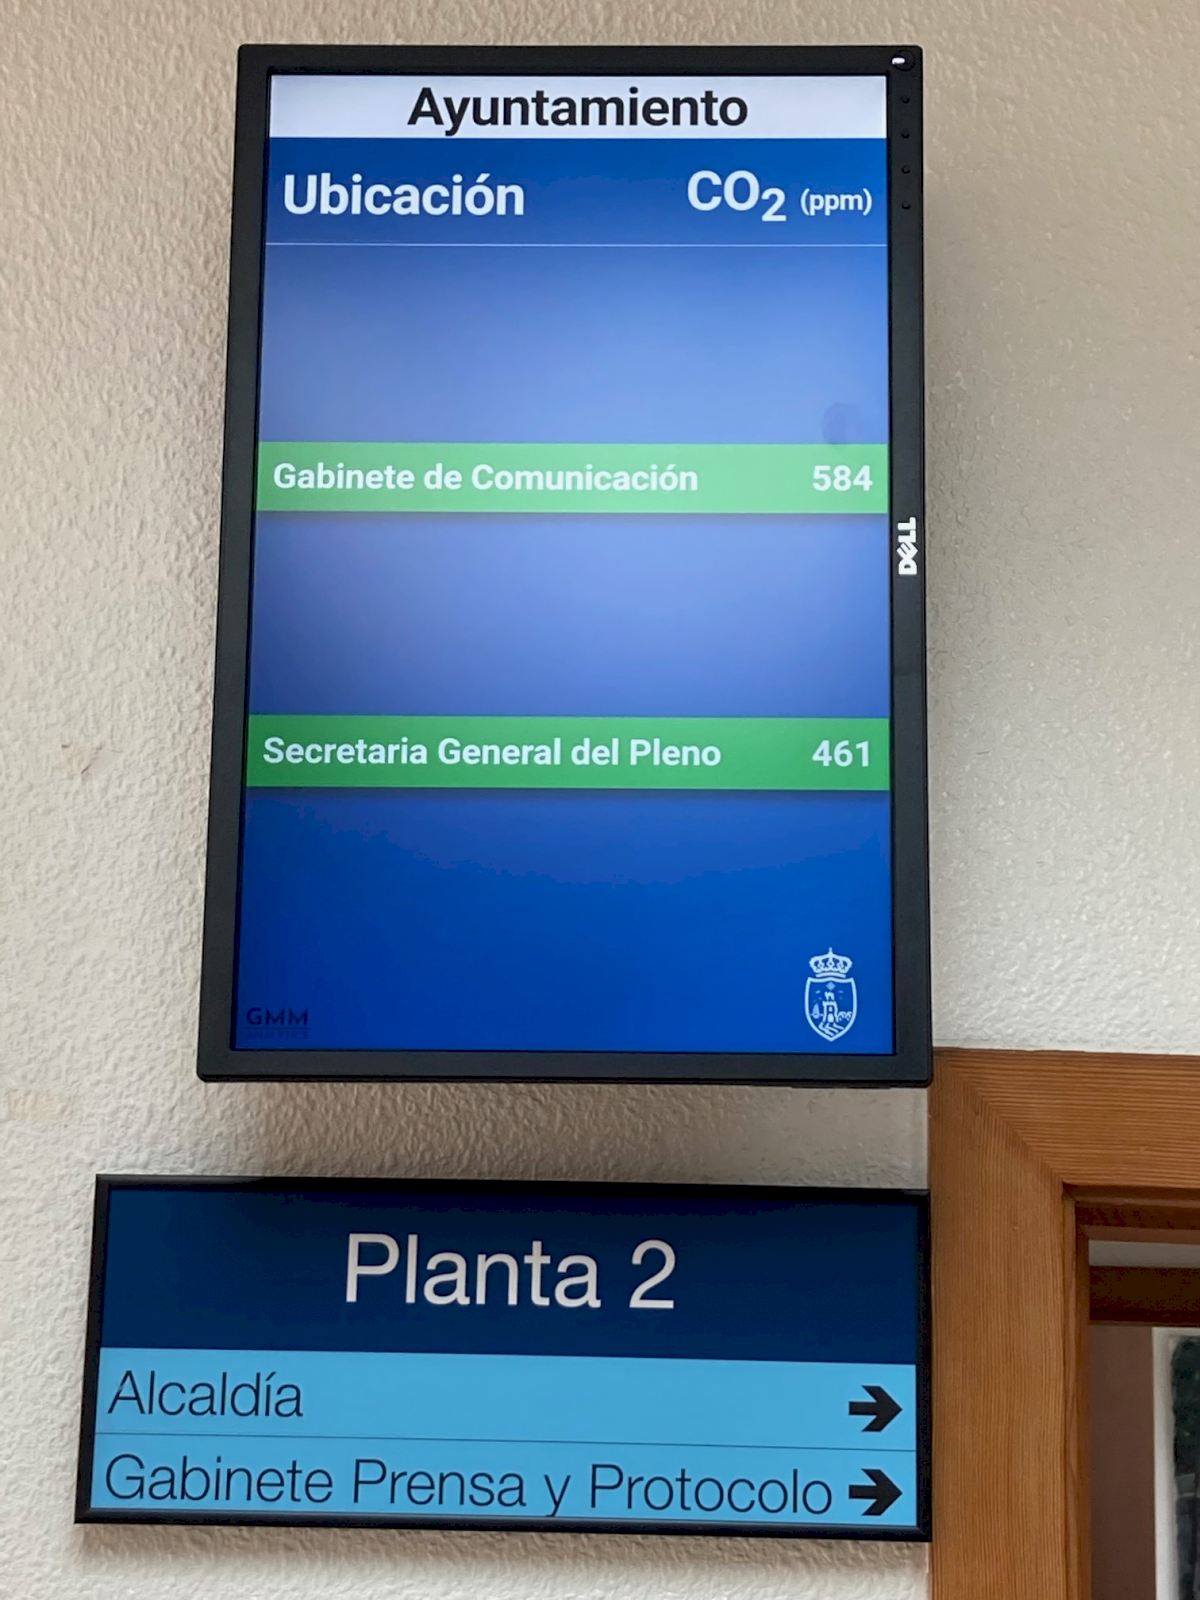 Ayuntamiento
Ubicación CO₂ (ppm)
Gabinete de Comunicación 584
Secretaria General del Pleno 461
DELL
GMM
ANALYTICS
Planta 2
Alcaldía
Gabinete Prensa y Protocolo